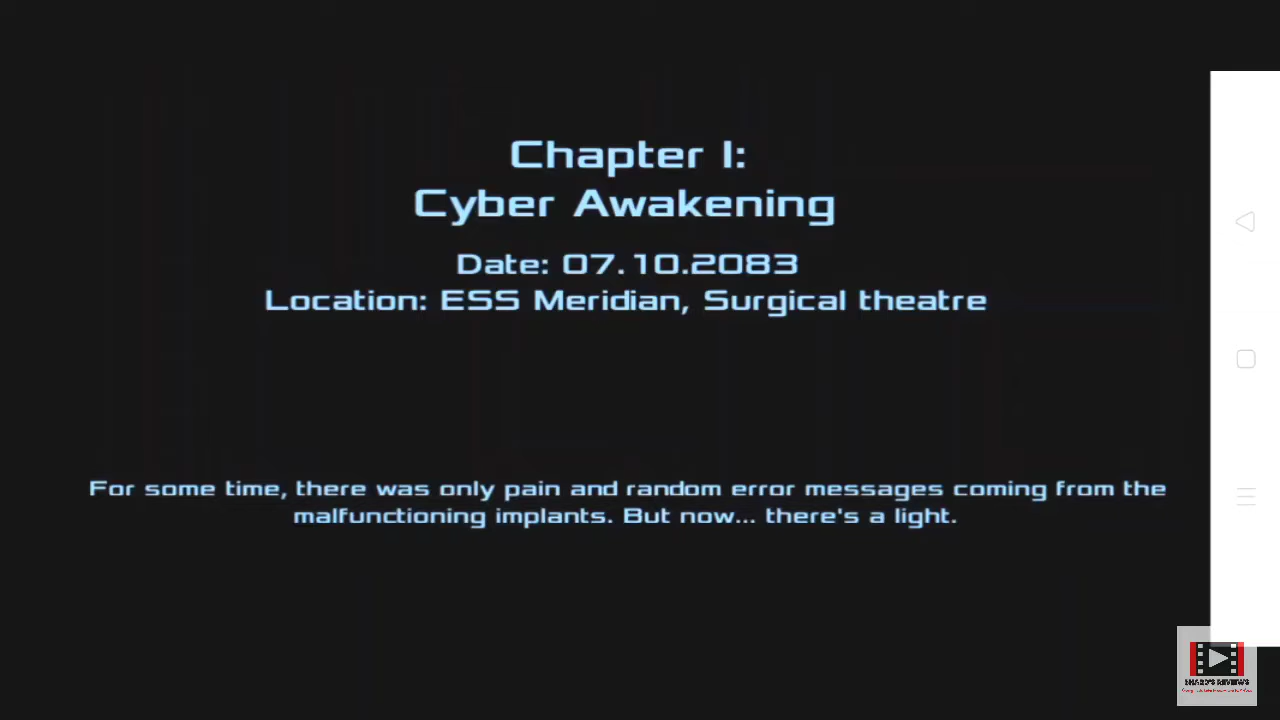 Chapter I:
Cyber Awakening
Date: 07.10.2083
Location: ESS Meridian, Surgical theatre
For some time, there was only pain and random error messages coming from the
malfunctioning implants. But now... there's a light.